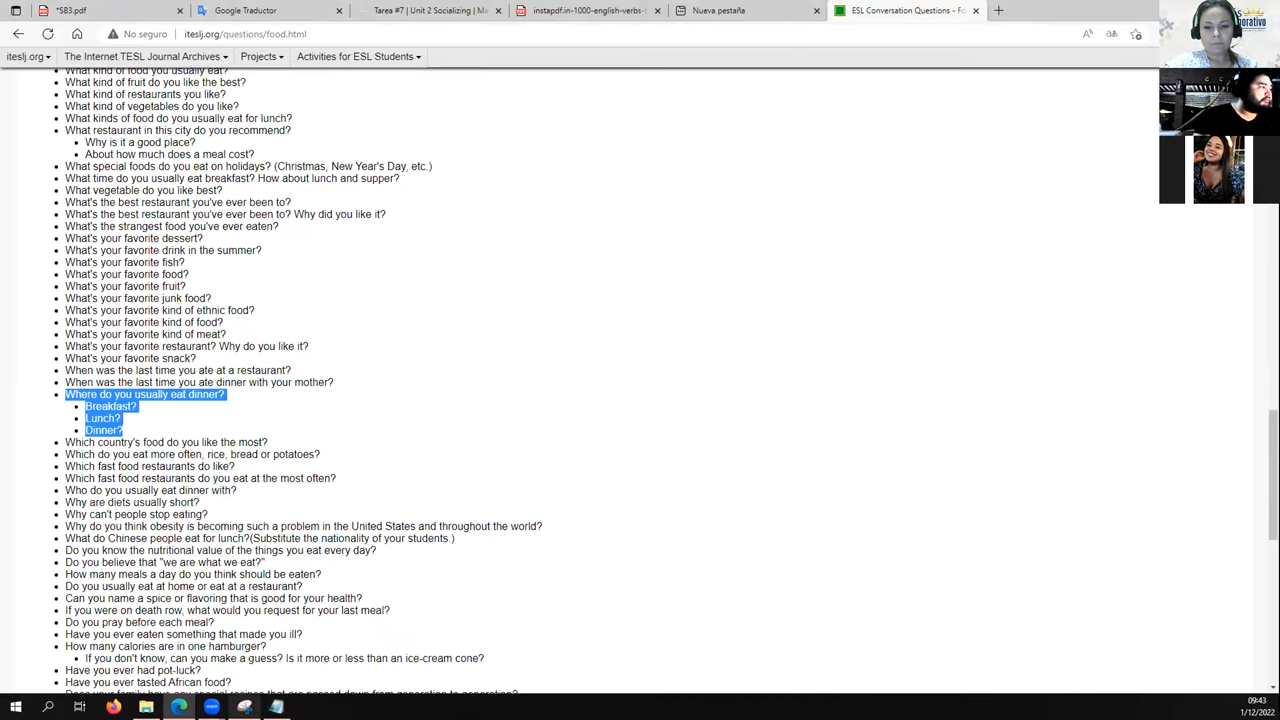 *SB3.pdf
Google Traductor
Tarea #7 | Unit 2 Socializing | Ma
instapdf.in-1000-english-verbs-f
Nueva pestaña
ESL Conversation Questions - Fo
No seguro
iteslj.org/questions/food.html
iteslj.org
The Internet TESL Journal Archives
Projects
Activities for ESL Students
What kind of food you usually eat?
What kind of fruit do you like the best?
What kind of restaurants you like?
What kind of vegetables do you like?
What kinds of food do you usually eat for lunch?
What restaurant in this city do you recommend?
Why is it a good place?
About how much does a meal cost?
What special foods do you eat on holidays? (Christmas, New Year's Day, etc.)
What time do you usually eat breakfast? How about lunch and supper?
What vegetable do you like best?
What's the best restaurant you've ever been to?
What's the best restaurant you've ever been to? Why did you like it?
What's the strangest food you've ever eaten?
What's your favorite dessert?
What's your favorite drink in the summer?
What's your favorite fish?
What's your favorite food?
What's your favorite fruit?
What's your favorite junk food?
What's your favorite kind of ethnic food?
What's your favorite kind of food?
What's your favorite kind of meat?
What's your favorite restaurant? Why do you like it?
What's your favorite snack?
When was the last time you ate at a restaurant?
When was the last time you ate dinner with your mother?
Where do you usually eat dinner?
Breakfast?
Lunch?
Dinner?
Which country's food do you like the most?
Which do you eat more often, rice, bread or potatoes?
Which fast food restaurants do like?
Which fast food restaurants do you eat at the most often?
Who do you usually eat dinner with?
Why are diets usually short?
Why can't people stop eating?
Why do you think obesity is becoming such a problem in the United States and throughout the world?
What do Chinese people eat for lunch?(Substitute the nationality of your students.)
Do you know the nutritional value of the things you eat every day?
Do you believe that "we are what we eat?"
How many meals a day do you think should be eaten?
Do you usually eat at home or eat at a restaurant?
Can you name a spice or flavoring that is good for your health?
If you were on death row, what would you request for your last meal?
Do you pray before each meal?
Have you ever eaten something that made you ill?
How many calories are in one hamburger?
If you don't know, can you make a guess? Is it more or less than an ice-cream cone?
Have you ever had pot-luck?
Have you ever tasted African food?
Does your family have any special recipes that are passed down from generation to generation?
09:43
1/12/2022